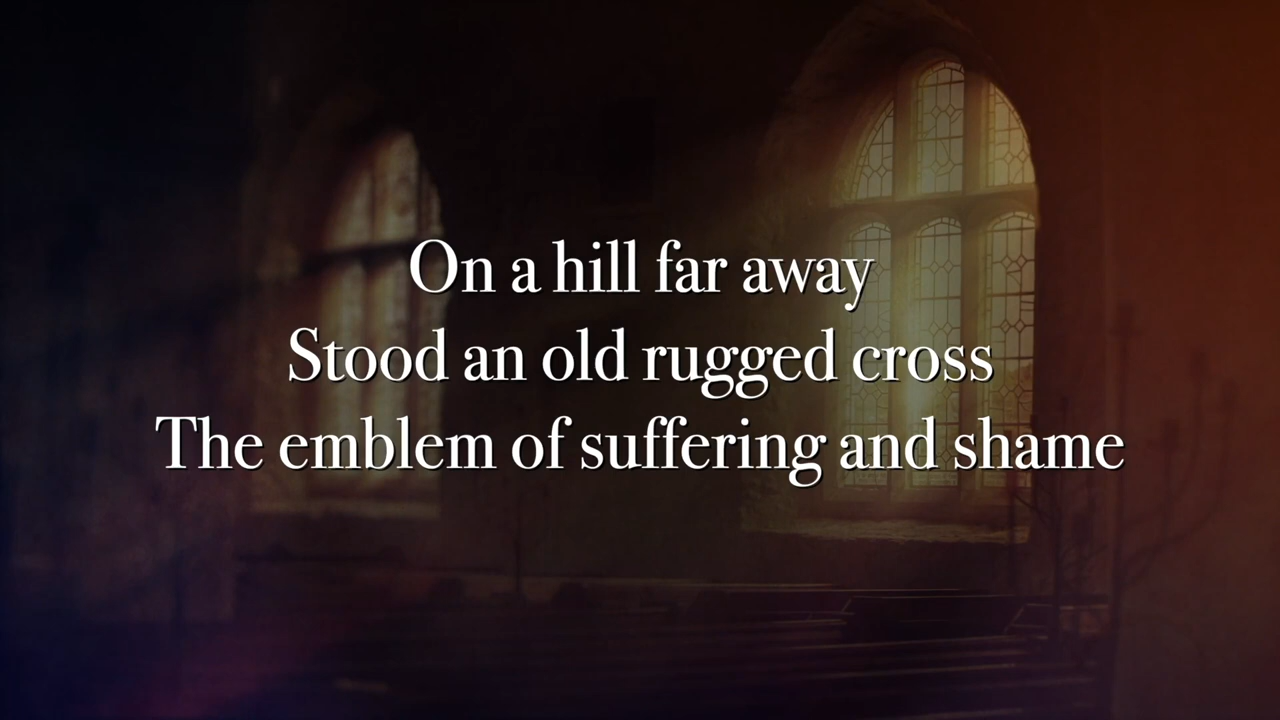 On a hill far away
Stood an old rugged cross
The emblem of suffering and shame